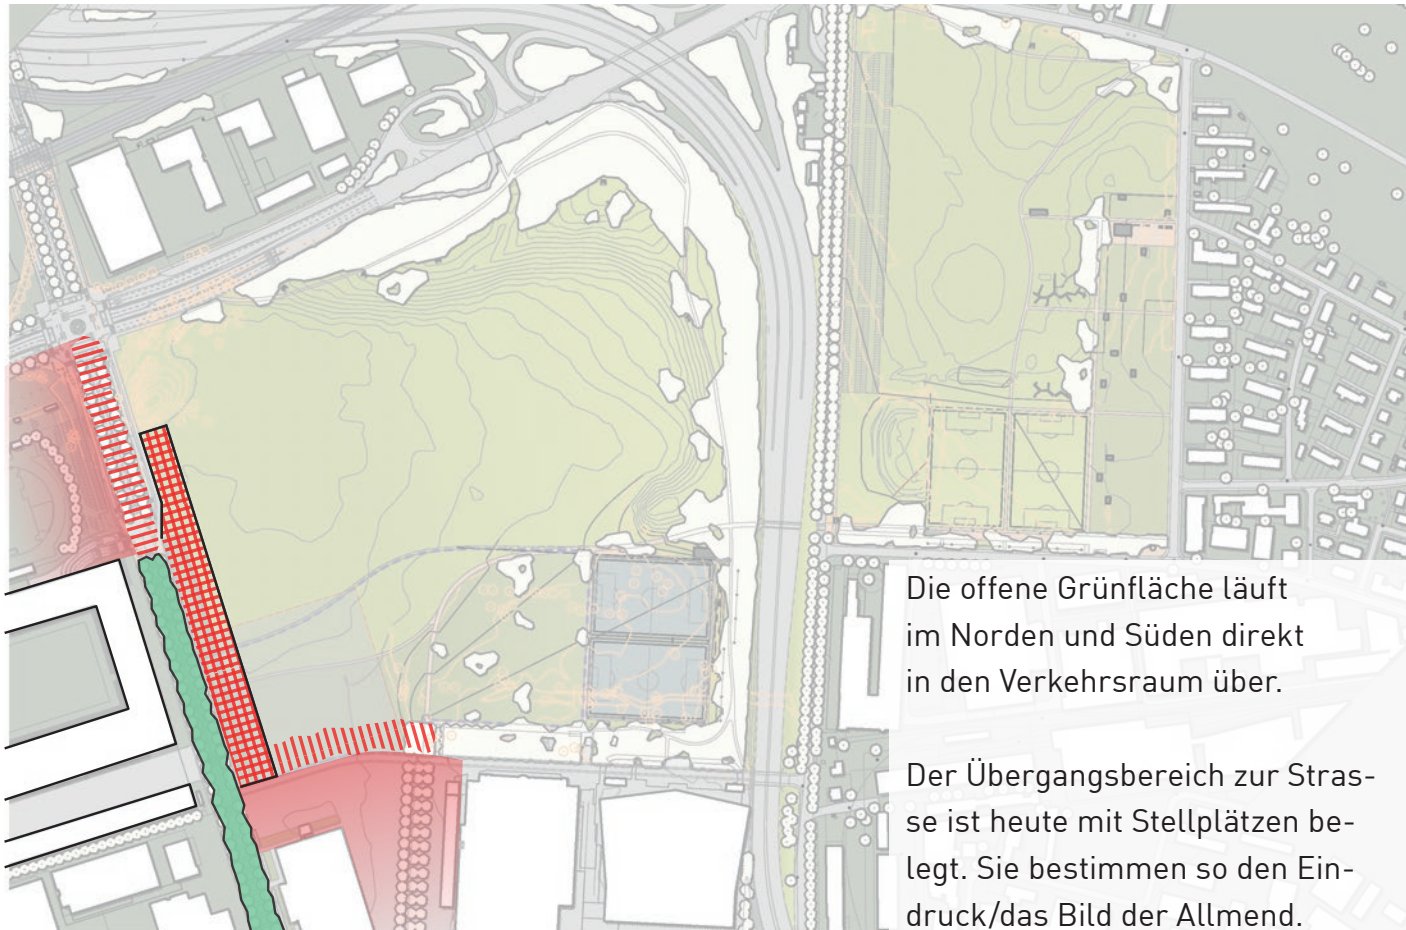 Die offene Grünfläche läuft
im Norden und Süden direkt
in den Verkehrsraum über.
Der Übergangsbereich zur Stras-
se ist heute mit Stellplätzen be-
legt. Sie bestimmen so den Ein-
druck/das Bild der Allmend.